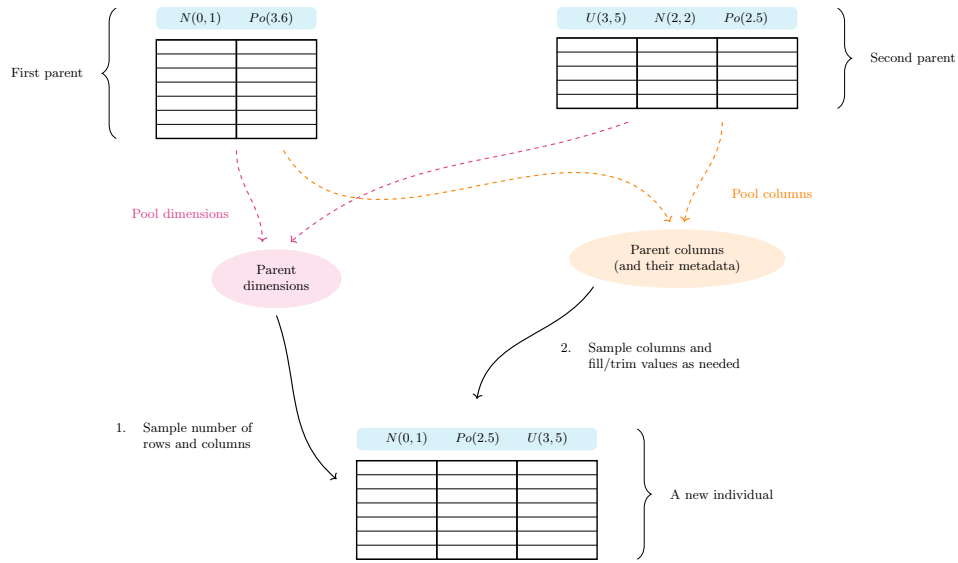 N(0, 1) Po(3.6)
U(3, 5) N(2, 2) Po(2.5)
First parent
Second parent
Pool dimensions
Pool columns
Parent
dimensions
Parent columns
(and their metadata)
2. Sample columns and
fill/trim values as needed
1. Sample number of
rows and columns
N(0, 1) Po(2.5) U(3, 5)
A new individual